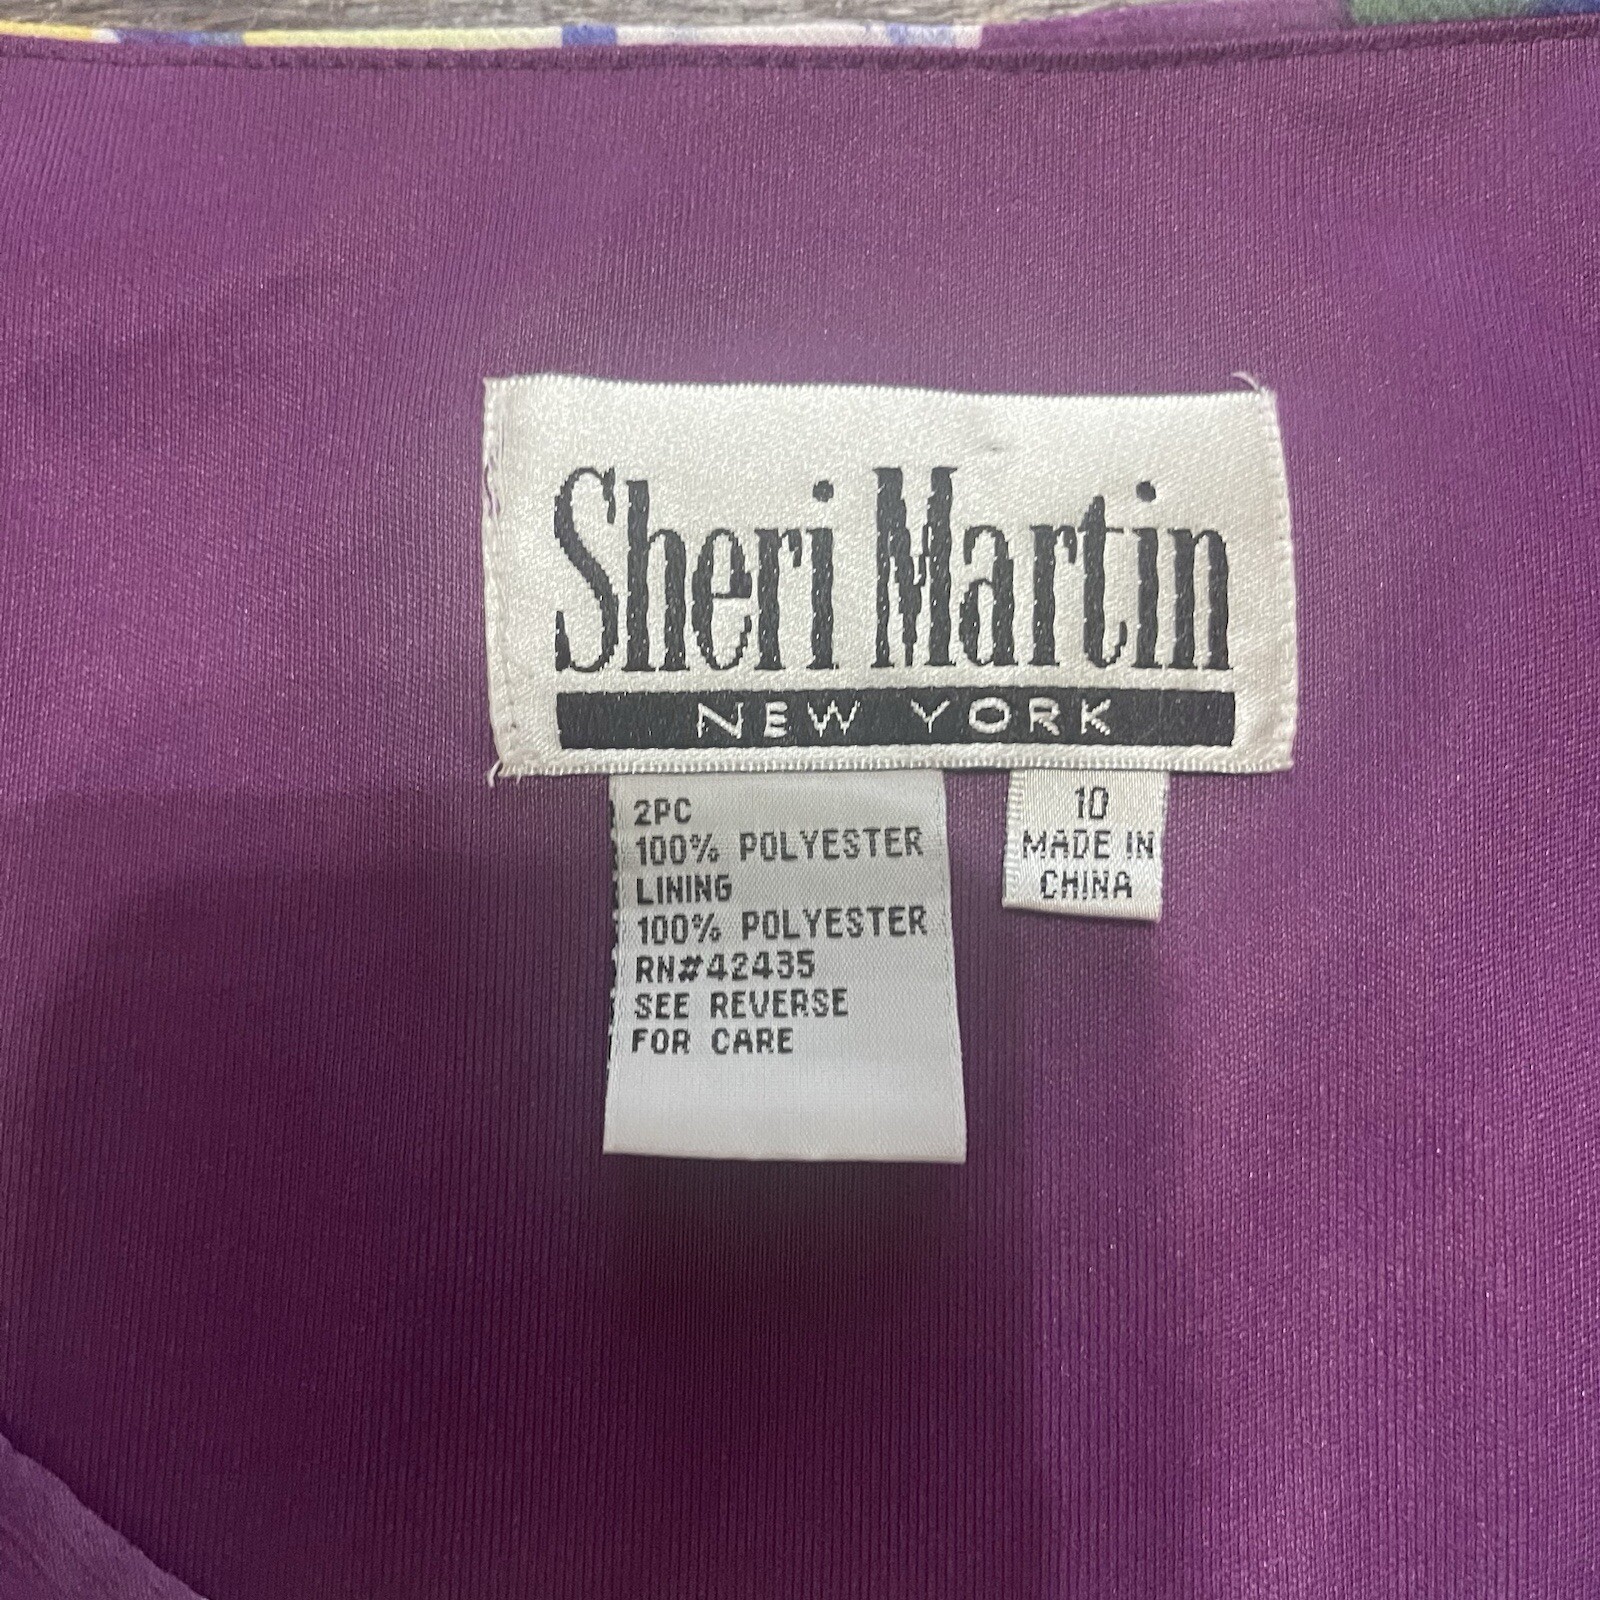 Sheri Martin
NEW YORK
2PC
100% POLYESTER
LINING
100% POLYESTER
RN#42435
SEE REVERSE
FOR CARE
10
MADE IN
CHINA